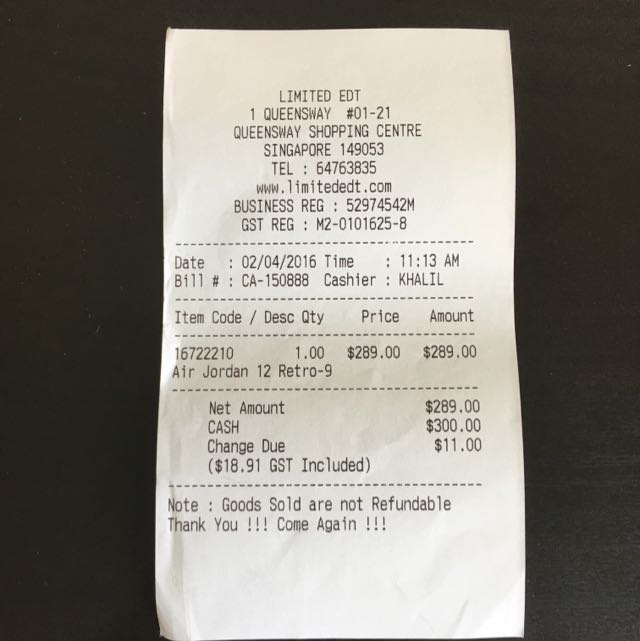 LIMITED EDT
1 QUEENSWAY #01-21
QUEENSWAY SHOPPING CENTRE
SINGAPORE 149053
TEL : 64763835
www.limitededt.com
BUSINESS REG : 52974542M
GST REG : M2-0101625-8
Date : 02/04/2016 Time : 11:13 AM
Bill # : CA-150888 Cashier : KHALIL
Item Code / Desc Qty Price Amount
16722210 1.00 $289.00 $289.00
Air Jordan 12 Retro-9
Net Amount $289.00
CASH $300.00
Change Due $11.00
($18.91 GST Included)
Note : Goods Sold are not Refundable
Thank You !!! Come Again !!!